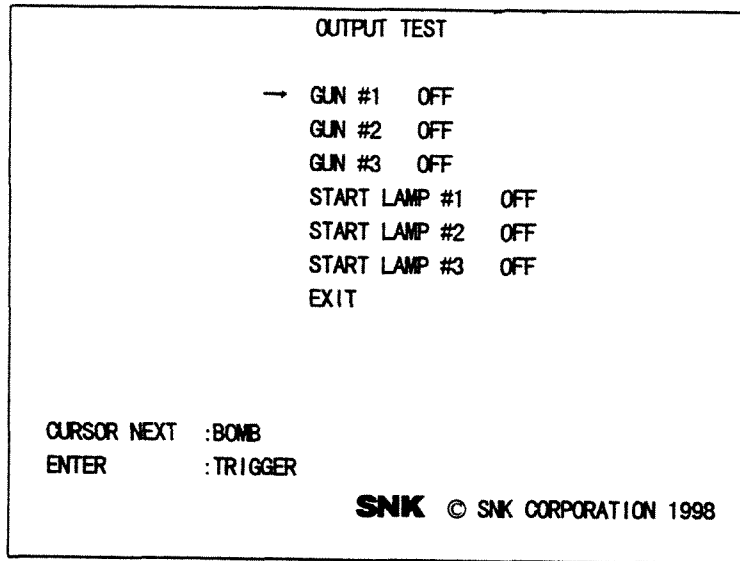 OUTPUT TEST
→ GUN #1 OFF
GUN #2 OFF
GUN #3 OFF
START LAMP #1 OFF
START LAMP #2 OFF
START LAMP #3 OFF
EXIT
CURSOR NEXT :BOMB
ENTER :TRIGGER
SNK © SNK CORPORATION 1998